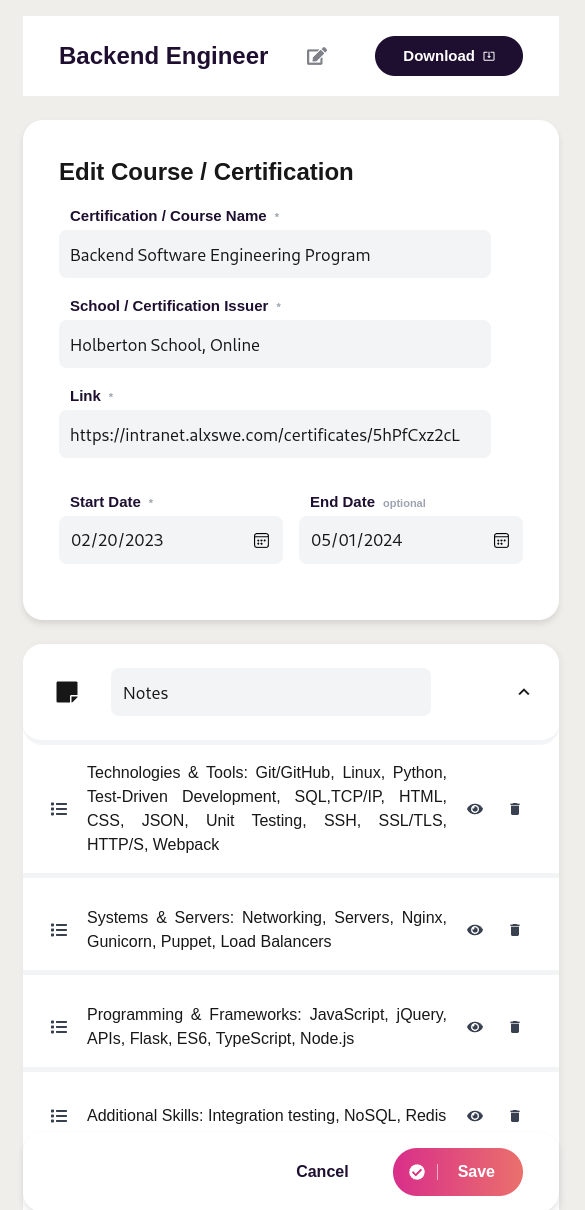 Backend Engineer
Download
Edit Course / Certification
Certification / Course Name *
Backend Software Engineering Program
School / Certification Issuer *
Holberton School, Online
Link *
https://intranet.alxswe.com/certificates/5hPfCxz2cL
Start Date *
End Date optional
02/20/2023
05/01/2024
Notes
Technologies & Tools: Git/GitHub, Linux, Python,
Test-Driven Development, SQL,TCP/IP, HTML,
CSS, JSON, Unit Testing, SSH, SSL/TLS,
HTTP/S, Webpack
Systems & Servers: Networking, Servers, Nginx,
Gunicorn, Puppet, Load Balancers
Programming & Frameworks: JavaScript, jQuery,
APIs, Flask, ES6, TypeScript, Node.js
Additional Skills: Integration testing, NoSQL, Redis
Cancel
Save